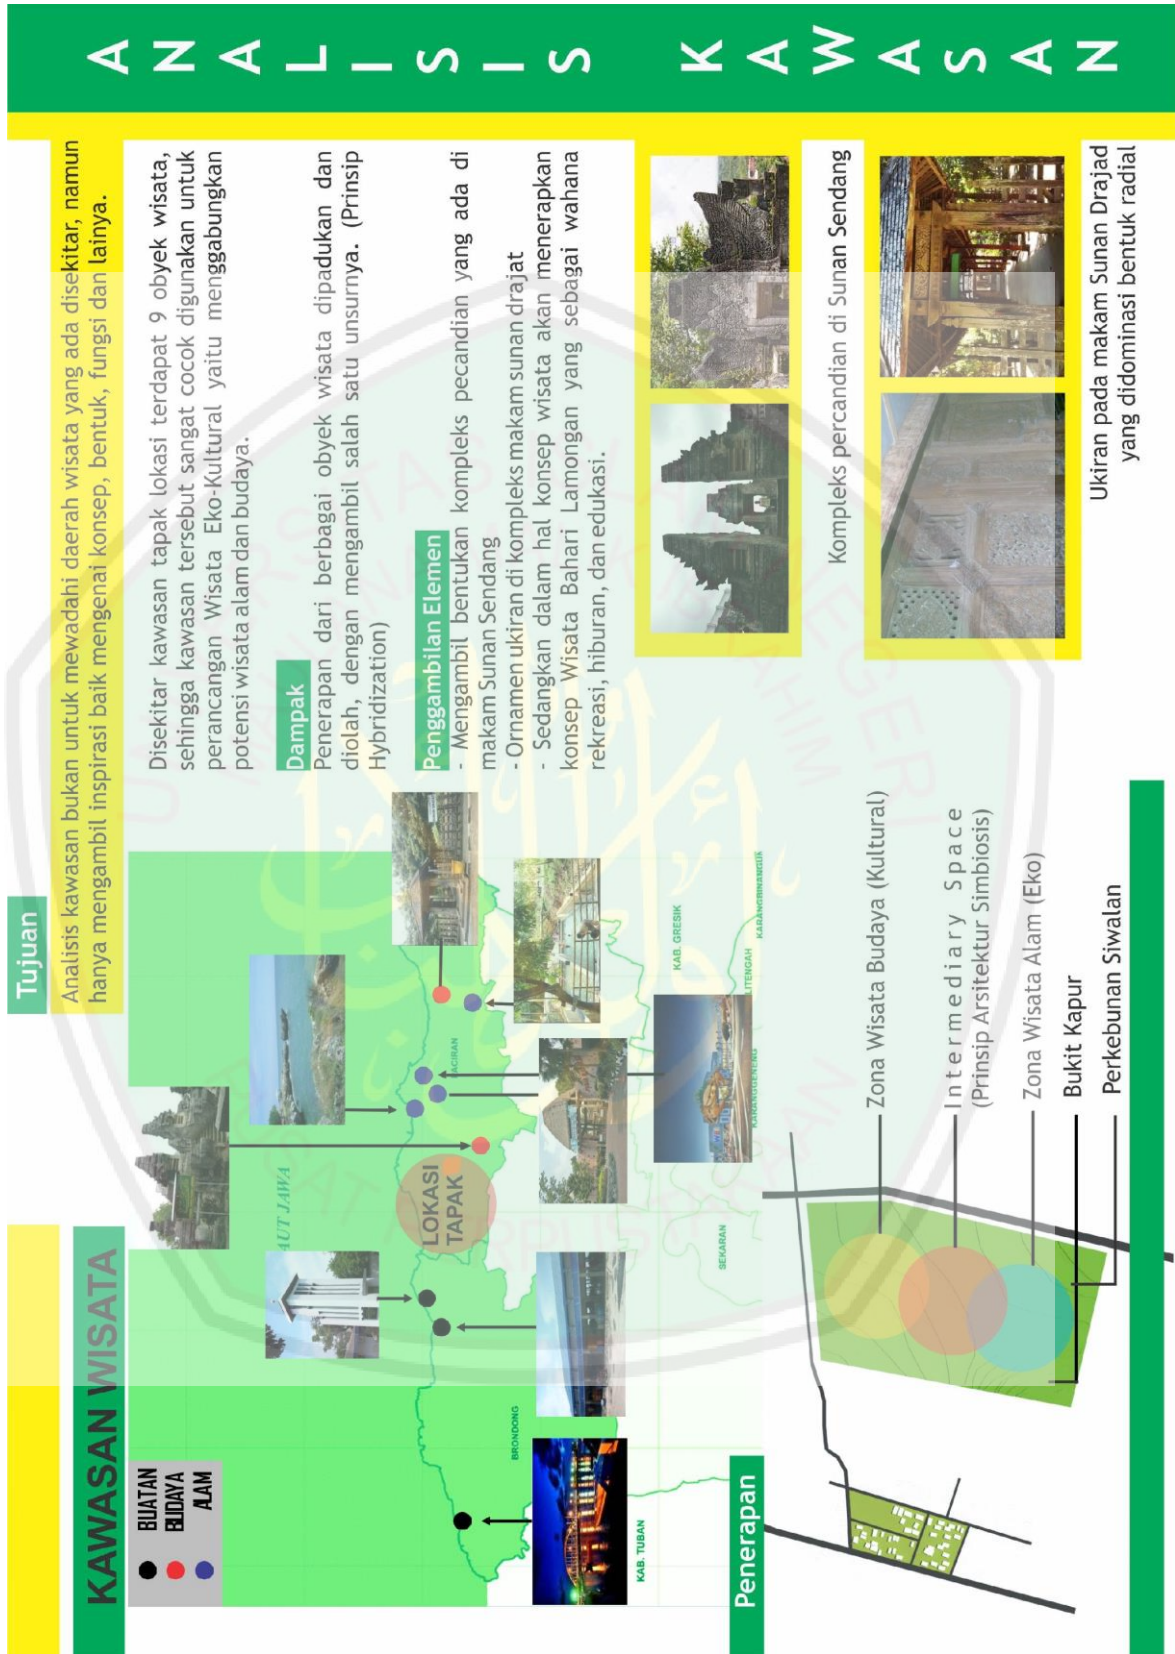 ANALISIS KAWASAN
Tujuan
Analisis kawasan bukan untuk mewadahi daerah wisata yang ada disekitar, namun
hanya mengambil inspirasi baik mengenai konsep, bentuk, fungsi dan lainya.
KAWASAN WISATA
BUATAN
BUDAYA
ALAM
LAUT JAWA
LOKASI
TAPAK
PACIRAN
BRONDONG
KAB. TUBAN
SEKARAN
KARANGGENENG
KAB. GRESIK
KARANGBINANGUN
Disekitar kawasan tapak lokasi terdapat 9 obyek wisata,
sehingga kawasan tersebut sangat cocok digunakan untuk
perancangan Wisata Eko-Kultural yaitu menggabungkan
potensi wisata alam dan budaya.
Dampak
Penerapan dari berbagai obyek wisata dipadukan dan
diolah, dengan mengambil salah satu unsurnya. (Prinsip
Hybridization)
Penggambilan Elemen
- Mengambil bentukan kompleks pecandian yang ada di
makam Sunan Sendang
- Ornamen ukiran di kompleks makam sunan drajat
- Sedangkan dalam hal konsep wisata akan menerapkan
konsep Wisata Bahari Lamongan yang sebagai wahana
rekreasi, hiburan, dan edukasi.
Kompleks percandian di Sunan Sendang
Ukiran pada makam Sunan Drajad
yang didominasi bentuk radial
Penerapan
Zona Wisata Budaya (Kultural)
Intermediary Space
(Prinsip Arsitektur Simbiosis)
Zona Wisata Alam (Eko)
Bukit Kapur
Perkebunan Siwalan